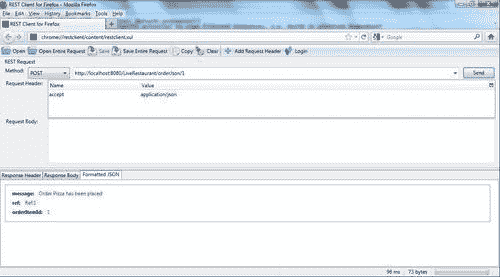 REST Client for Firefox - Mozilla Firefox
File Edit View History Bookmarks Tools Help
REST Client for Firefox
chrome://restclient/content/restclient.xul
Google
Open Open Entire Request Save Save Entire Request Copy Clear Add Request Header Login
REST Request
Method: POST http://localhost:8080/LiveRestaurant/orderJson/1 Send
Request Header: Name Value
accept application/json
Request Body:
Response Header Response Body Formatted JSON
message: Order Pizza has been placed
ref: Ref:1
orderItemId: 1
96 ms 73 bytes